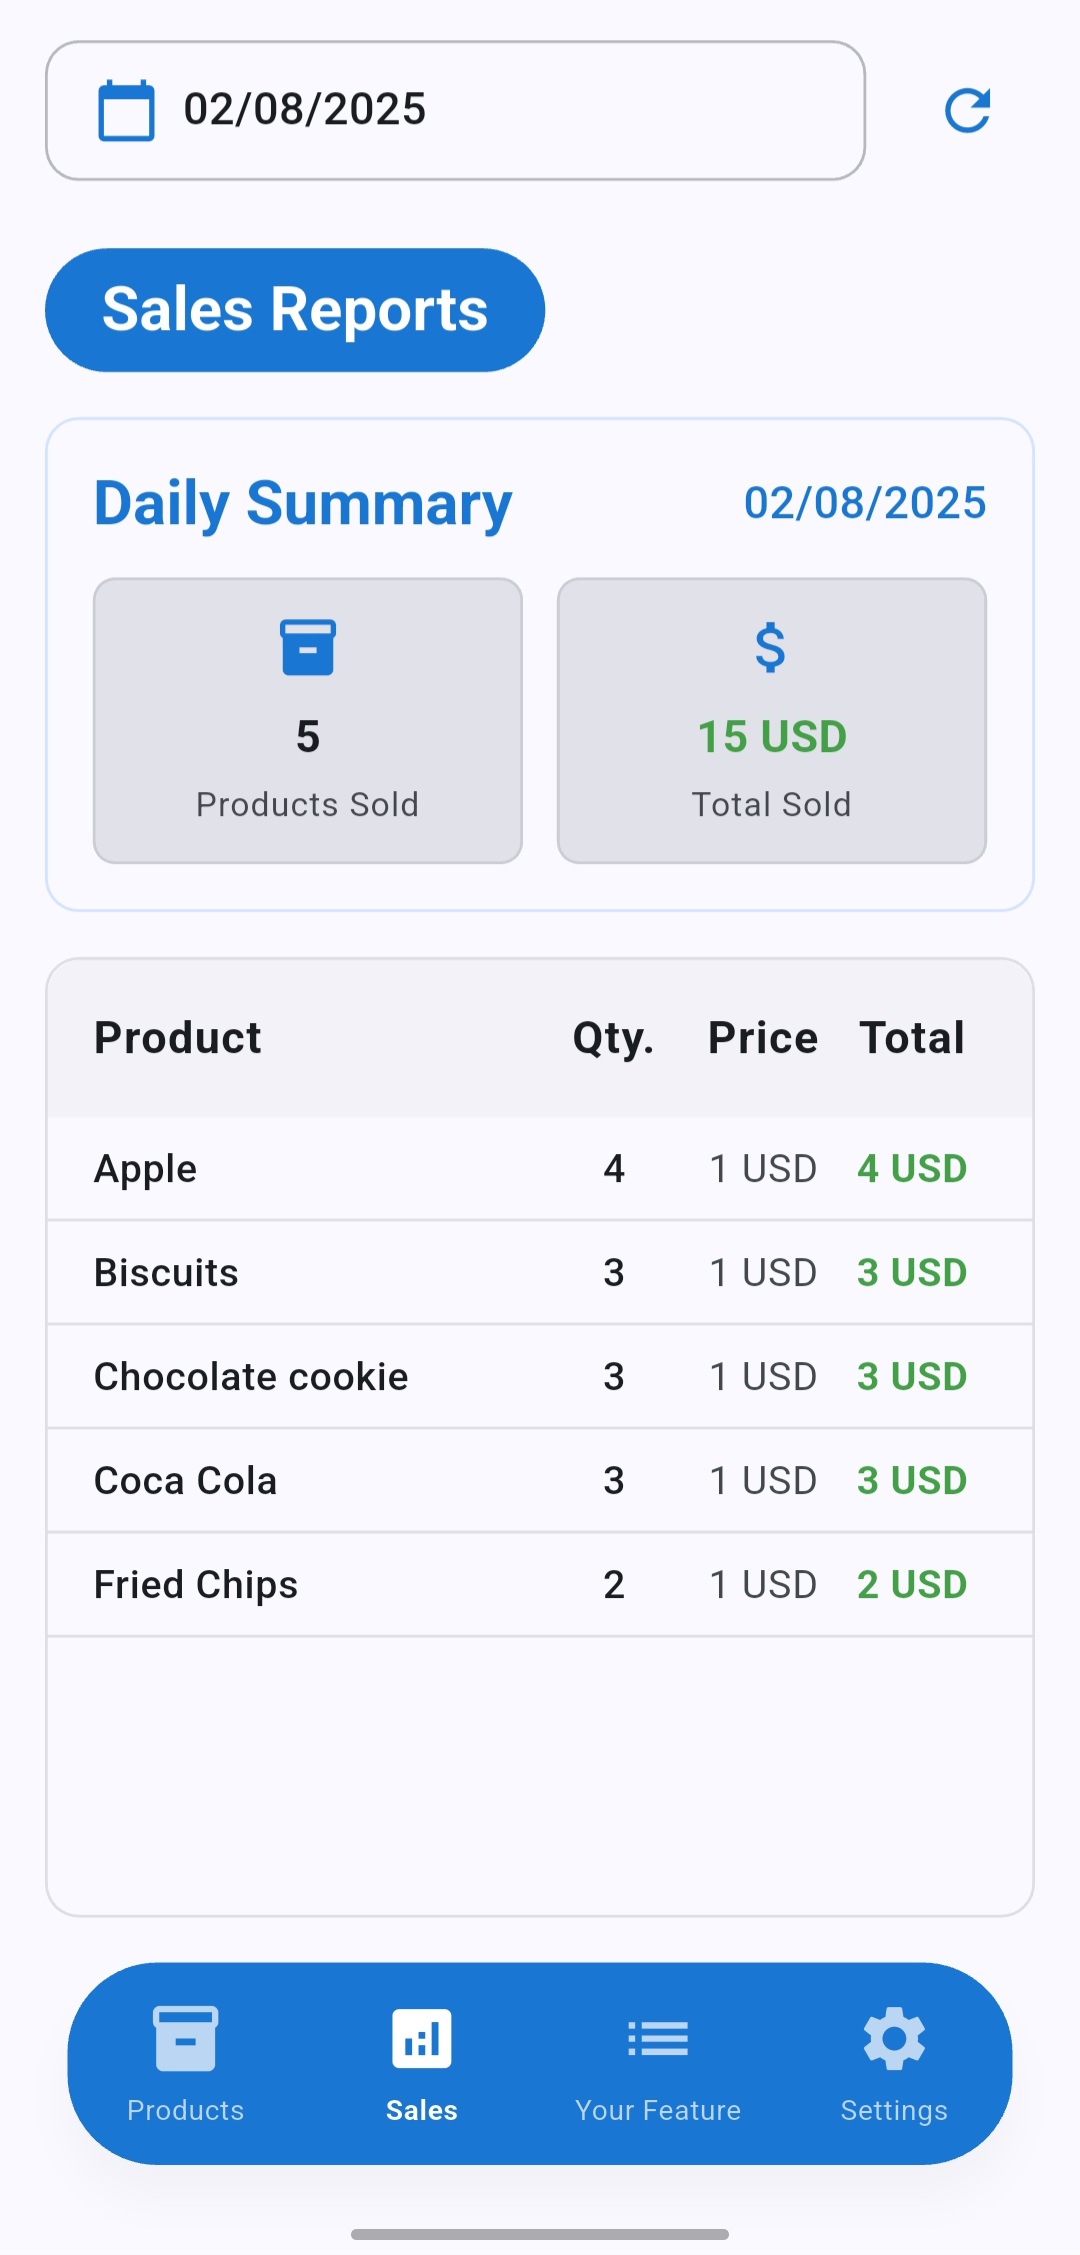 02/08/2025
Sales Reports
Daily Summary 02/08/2025
5 15 USD
Products Sold Total Sold
Product Qty. Price Total
Apple 4 1 USD 4 USD
Biscuits 3 1 USD 3 USD
Chocolate cookie 3 1 USD 3 USD
Coca Cola 3 1 USD 3 USD
Fried Chips 2 1 USD 2 USD
Products Sales Your Feature Settings